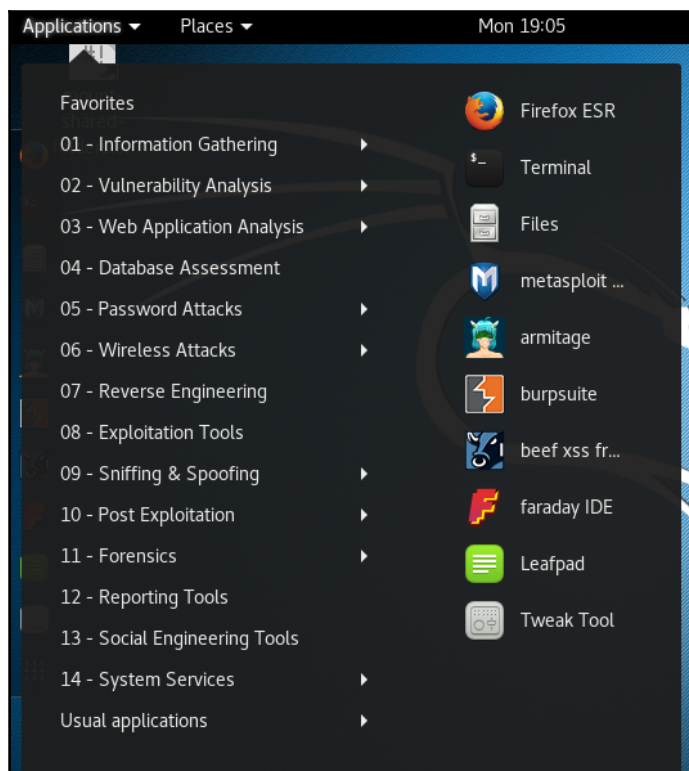 Applications Places Mon 19:05
Favorites
01 - Information Gathering
02 - Vulnerability Analysis
03 - Web Application Analysis
04 - Database Assessment
05 - Password Attacks
06 - Wireless Attacks
07 - Reverse Engineering
08 - Exploitation Tools
09 - Sniffing & Spoofing
10 - Post Exploitation
11 - Forensics
12 - Reporting Tools
13 - Social Engineering Tools
14 - System Services
Usual applications
Firefox ESR
Terminal
Files
metasploit ...
armitage
burpsuite
beef xss fr...
faraday IDE
Leafpad
Tweak Tool